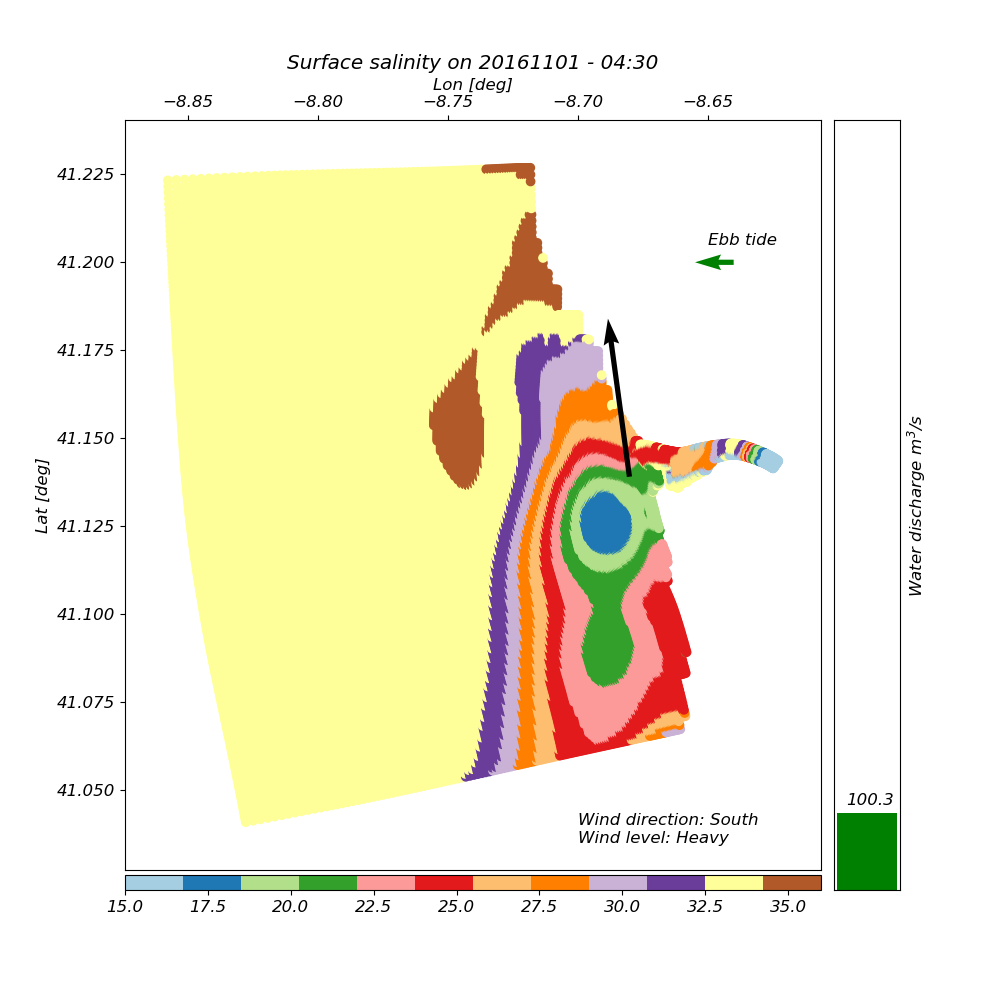 Surface salinity on 20161101 - 04:30
Lon [deg]
−8.85 −8.80 −8.75 −8.70 −8.65
41.225
41.200
41.175
41.150
41.125
41.100
41.075
41.050
Lat [deg]
Ebb tide
Wind direction: South
Wind level: Heavy
100.3
Water discharge m³/s
15.0 17.5 20.0 22.5 25.0 27.5 30.0 32.5 35.0